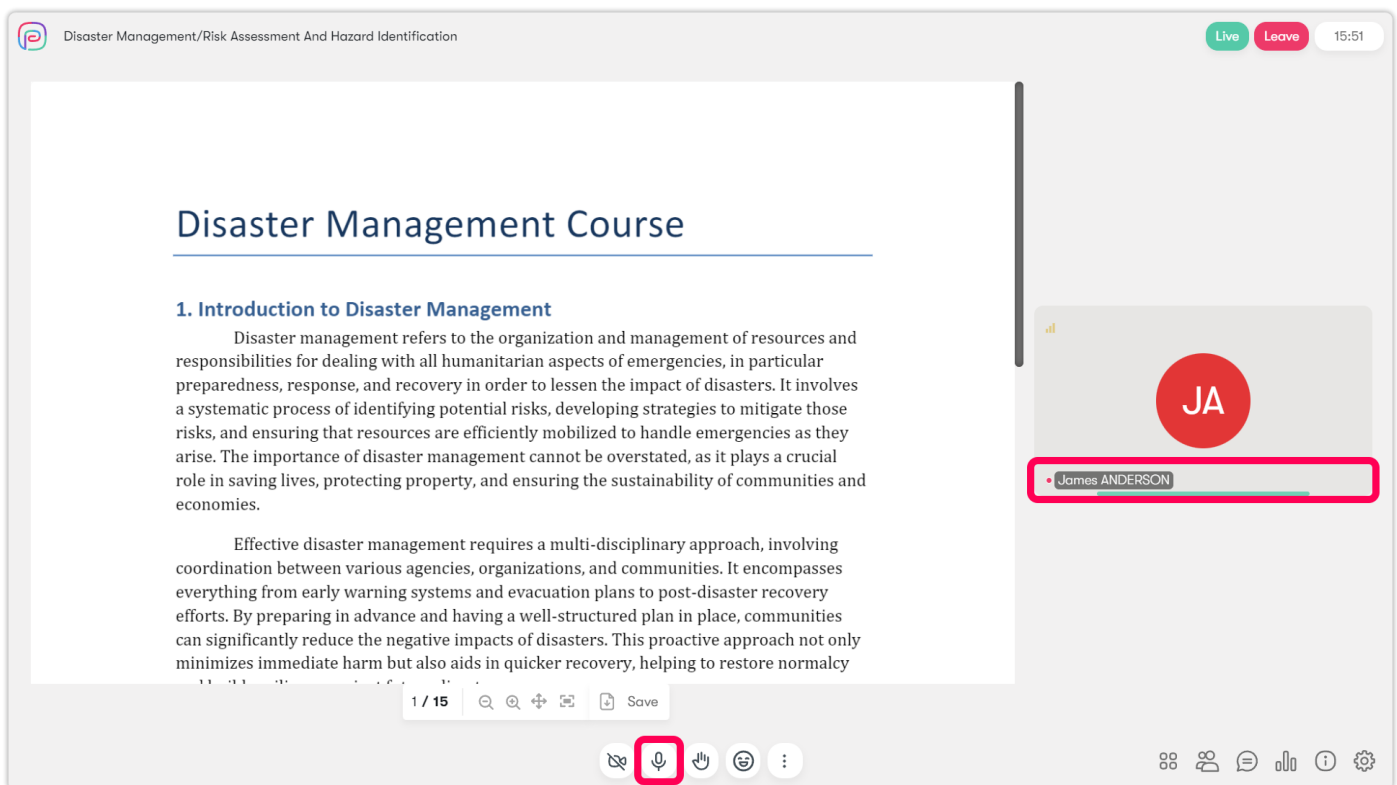 Disaster Management/Risk Assessment And Hazard Identification
Live
Leave
15:51
Disaster Management Course
1. Introduction to Disaster Management
Disaster management refers to the organization and management of resources and
responsibilities for dealing with all humanitarian aspects of emergencies, in particular
preparedness, response, and recovery in order to lessen the impact of disasters. It involves
a systematic process of identifying potential risks, developing strategies to mitigate those
risks, and ensuring that resources are efficiently mobilized to handle emergencies as they
arise. The importance of disaster management cannot be overstated, as it plays a crucial
role in saving lives, protecting property, and ensuring the sustainability of communities and
economies.
Effective disaster management requires a multi-disciplinary approach, involving
coordination between various agencies, organizations, and communities. It encompasses
everything from early warning systems and evacuation plans to post-disaster recovery
efforts. By preparing in advance and having a well-structured plan in place, communities
can significantly reduce the negative impacts of disasters. This proactive approach not only
minimizes immediate harm but also aids in quicker recovery, helping to restore normalcy
JA
James ANDERSON
1 / 15
Save